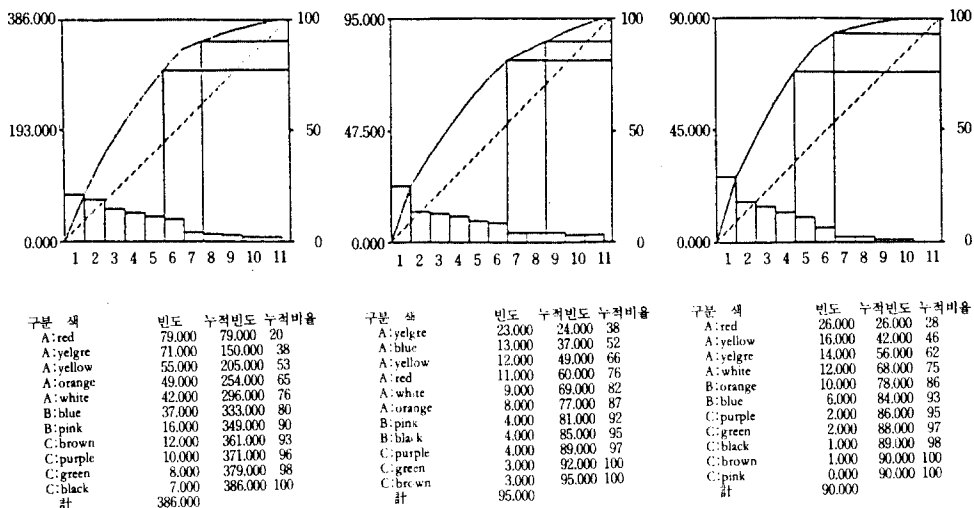 386.000 100
193.000 50
0.000 0
1 2 3 4 5 6 7 8 9 10 11
95.000 100
47.500 50
0.000 0
1 2 3 4 5 6 7 8 9 10 11
90.000 100
45.000 50
0.000 0
1 2 3 4 5 6 7 8 9 10 11
구분 색 빈도 누적빈도 누적비율
A:red 79.000 79.000 20
A:yelgre 71.000 150.000 38
A:yellow 55.000 205.000 53
A:orange 49.000 254.000 65
A:white 42.000 296.000 76
B:blue 37.000 333.000 80
B:pink 16.000 349.000 90
C:brown 12.000 361.000 93
C:purple 10.000 371.000 96
C:green 8.000 379.000 98
C:black 7.000 386.000 100
計 386.000
구분 색 빈도 누적빈도 누적비율
A:yelgre 23.000 24.000 38
A:blue 13.000 37.000 52
A:yellow 12.000 49.000 66
A:red 11.000 60.000 76
A:white 9.000 69.000 82
A:orange 8.000 77.000 87
B:pink 4.000 81.000 92
B:black 4.000 85.000 95
C:purple 4.000 89.000 97
C:green 3.000 92.000 100
C:brown 3.000 95.000 100
計 95.000
구분 색 빈도 누적빈도 누적비율
A:red 26.000 26.000 28
A:yellow 16.000 42.000 46
A:yelgre 14.000 56.000 62
A:white 12.000 68.000 75
B:orange 10.000 78.000 86
B:blue 6.000 84.000 93
C:purple 2.000 86.000 95
C:green 2.000 88.000 97
C:black 1.000 89.000 98
C:brown 1.000 90.000 100
C:pink 0.000 90.000 100
計 90.000